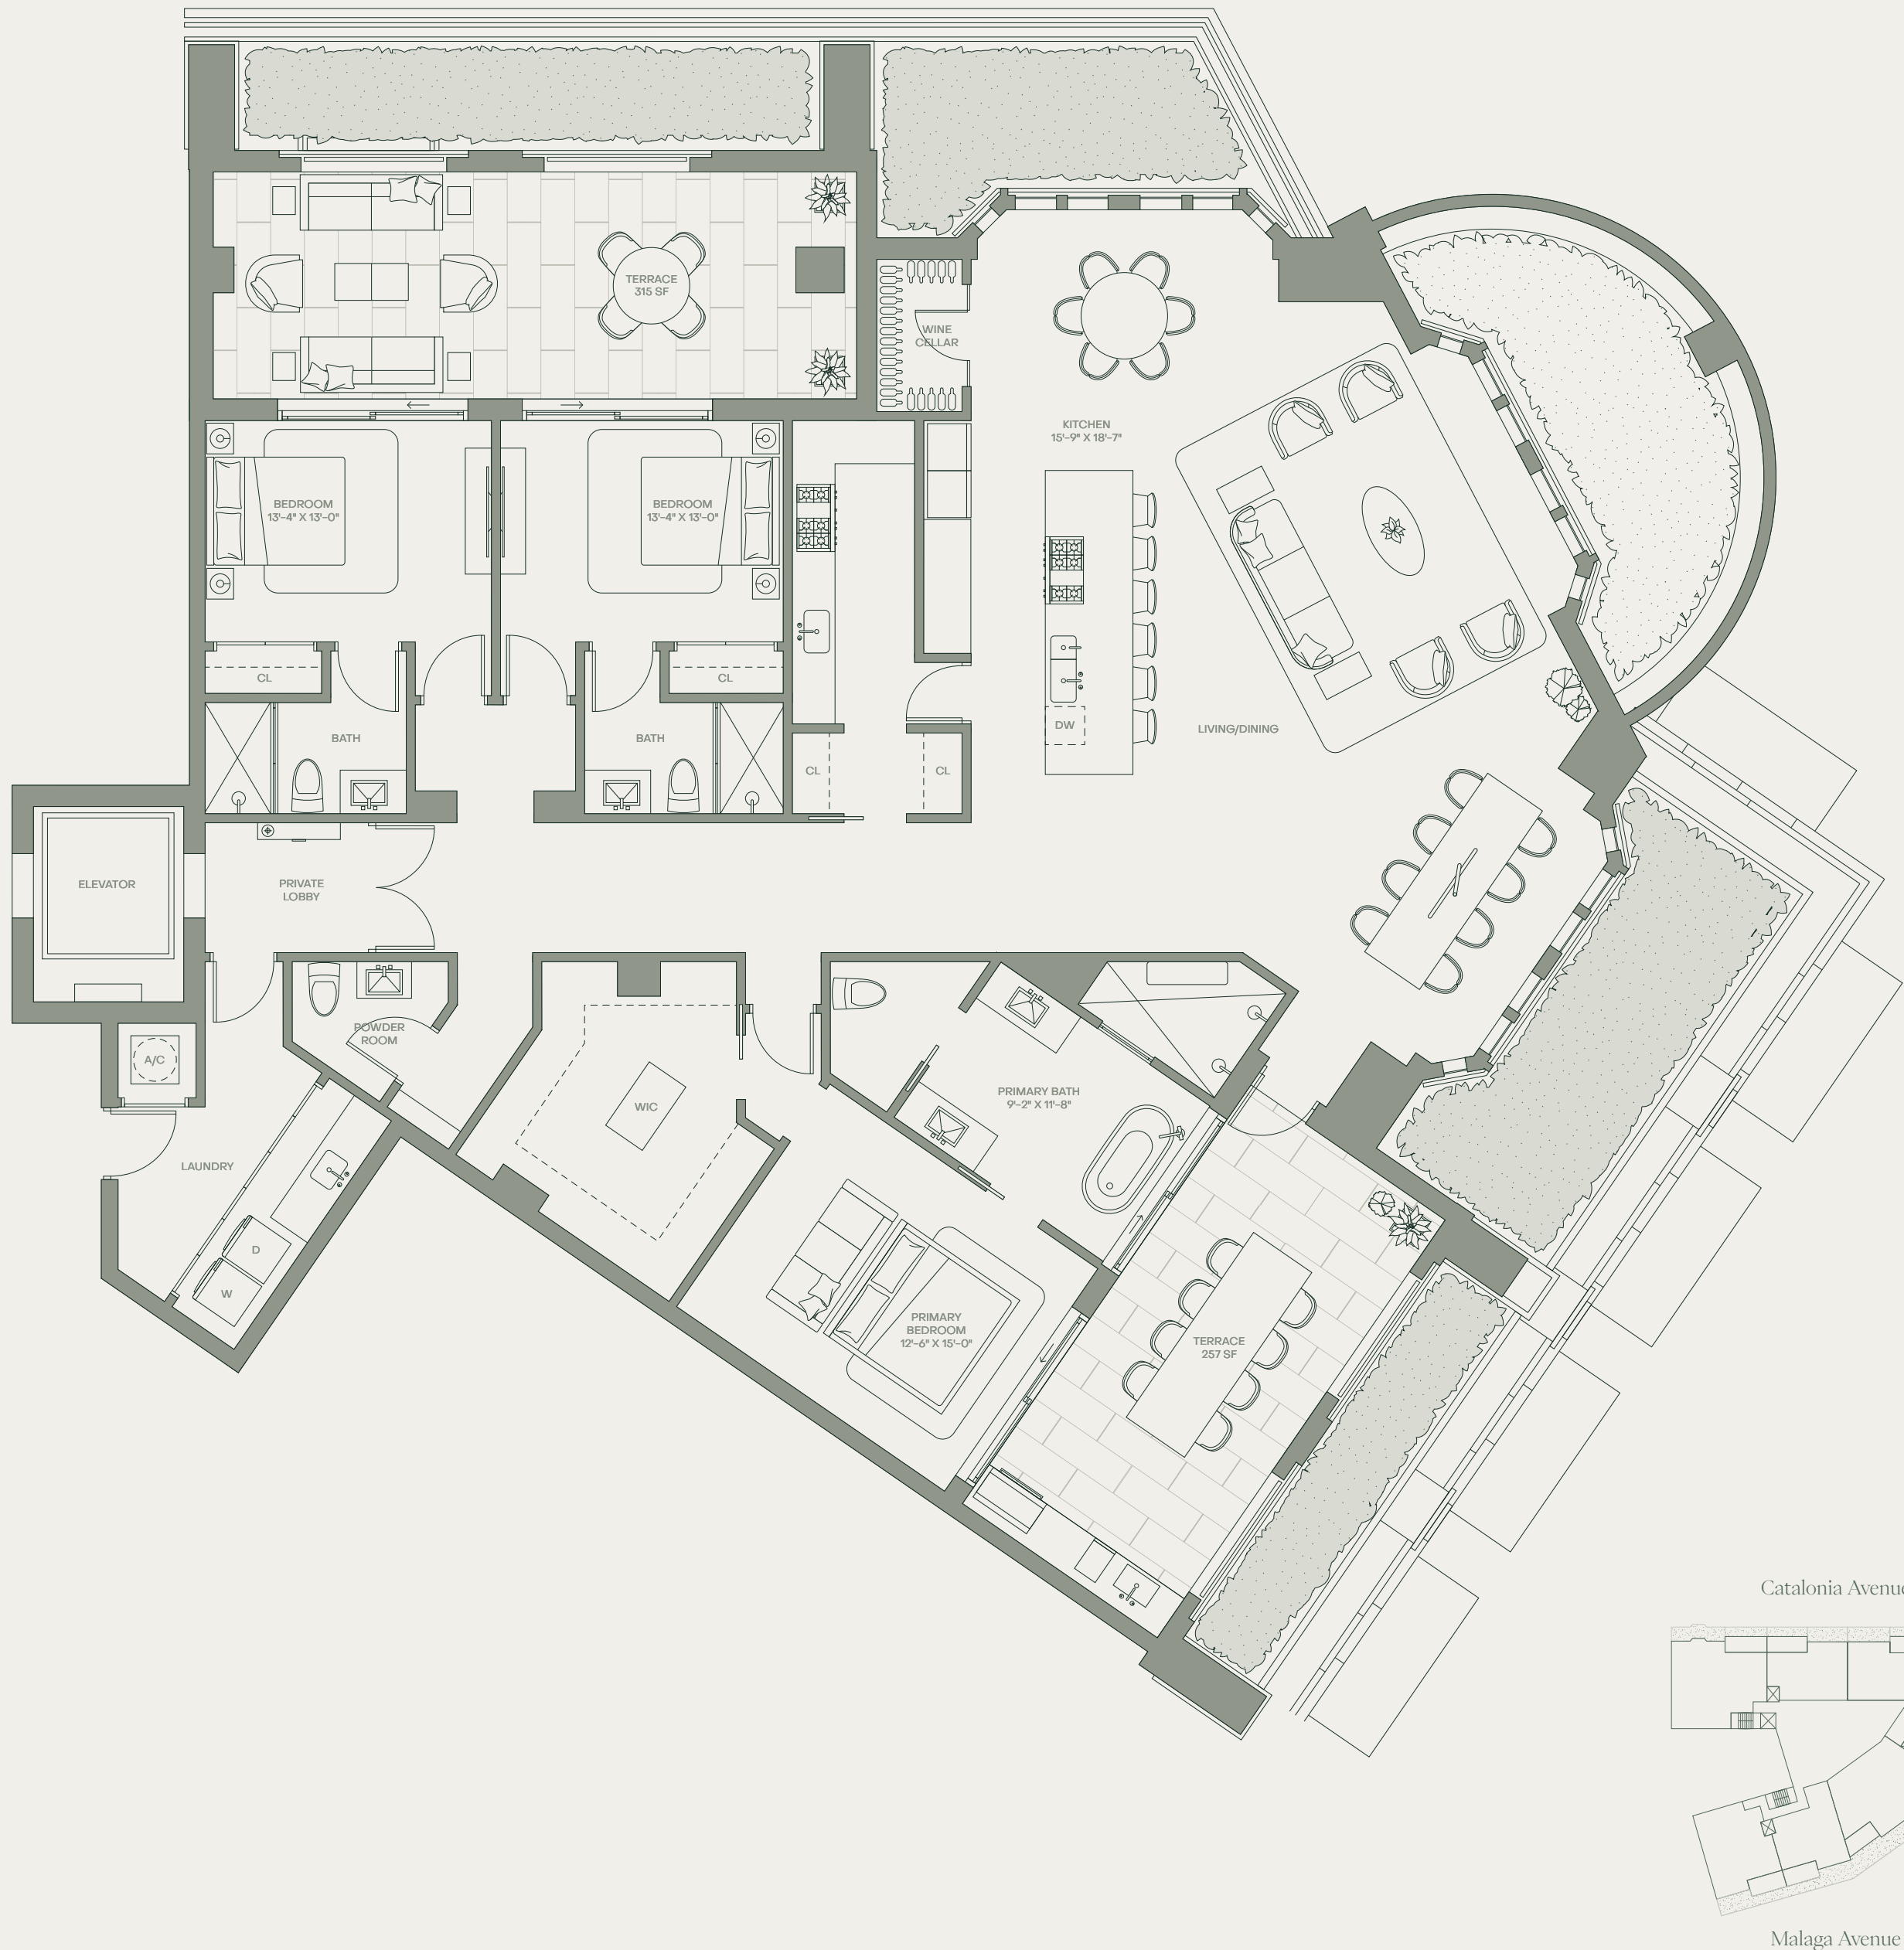 TERRACE
315 SF
WINE
CELLAR
KITCHEN
15'-9" X 18'-7"
BEDROOM
13'-4" X 13'-0"
BEDROOM
13'-4" X 13'-0"
CL
CL
BATH
BATH
DW
LIVING/DINING
CL
CL
ELEVATOR
PRIVATE
LOBBY
POWDER
ROOM
A/C
WIC
PRIMARY BATH
9'-2" X 11'-8"
LAUNDRY
D
W
PRIMARY
BEDROOM
12'-6" X 15'-0"
TERRACE
257 SF
Catalonia Avenue
Malaga Avenue